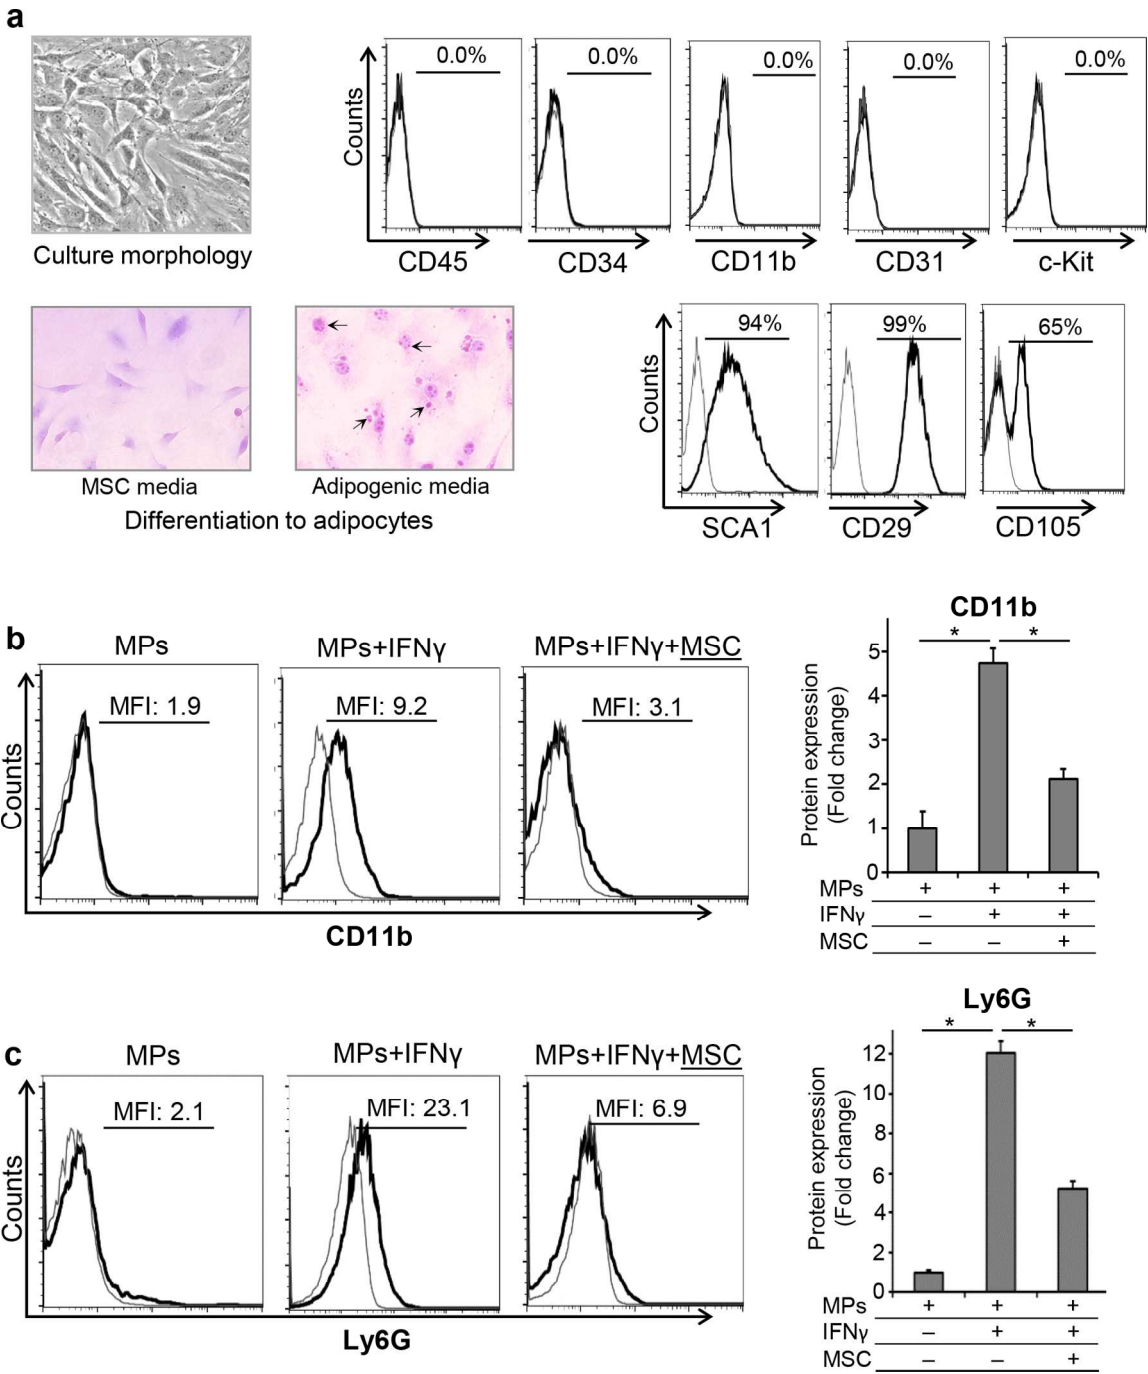 a
0.0%
0.0%
0.0%
0.0%
0.0%
Counts
CD45
CD34
CD11b
CD31
c-Kit
Culture morphology
94%
99%
65%
Counts
SCA1
CD29
CD105
MSC media
Adipogenic media
Differentiation to adipocytes
b
MPs
MPs+IFNγ
MPs+IFNγ+MSC
MFI: 1.9
MFI: 9.2
MFI: 3.1
Counts
CD11b
CD11b
*
*
Protein expression
(Fold change)
5
4
3
2
1
0
MPs + + +
IFNγ – + +
MSC – – +
c
MPs
MPs+IFNγ
MPs+IFNγ+MSC
MFI: 2.1
MFI: 23.1
MFI: 6.9
Counts
Ly6G
Ly6G
*
*
Protein expression
(Fold change)
12
10
8
6
4
2
0
MPs + + +
IFNγ – + +
MSC – – +